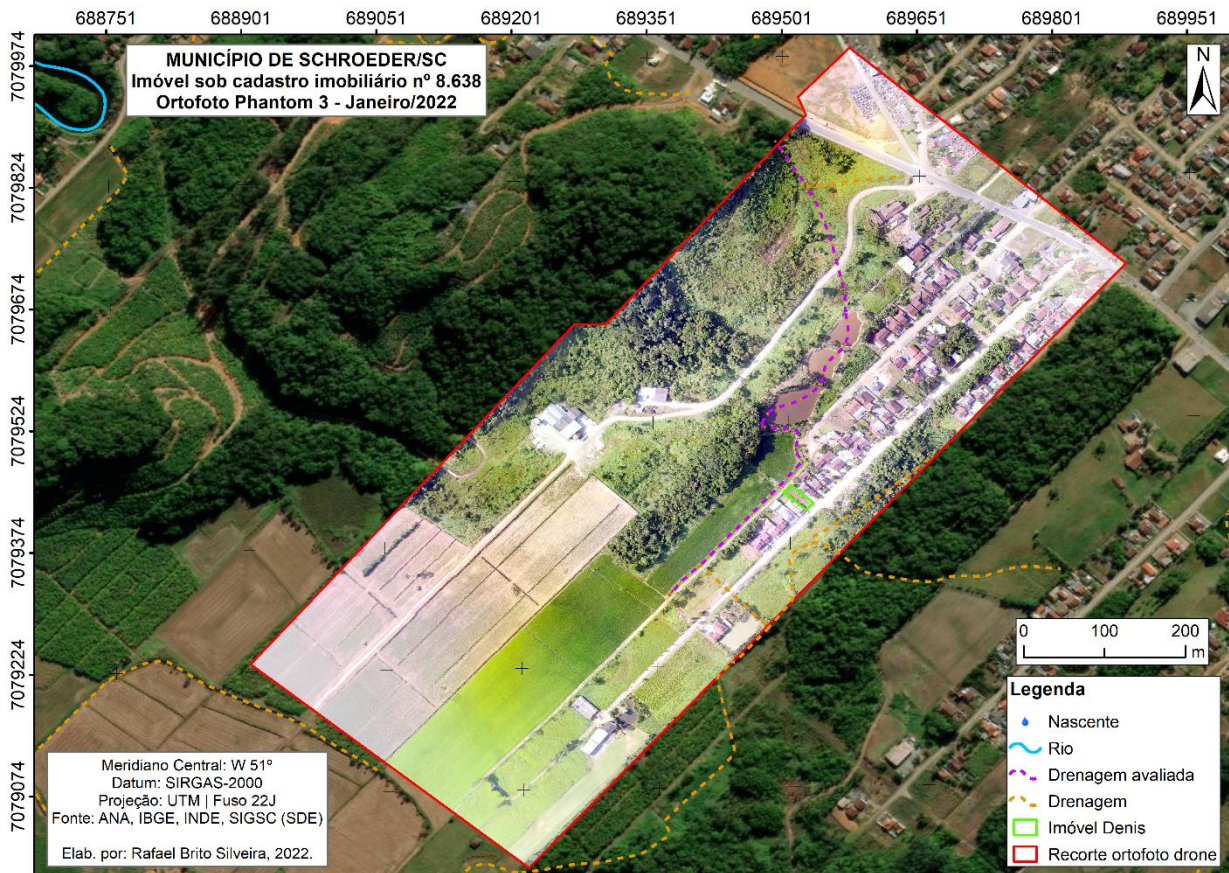 688751 688901 689051 689201 689351 689501 689651 689801 689951
7079974
7079824
7079674
7079524
7079374
7079224
7079074
MUNICÍPIO DE SCHROEDER/SC
Imóvel sob cadastro imobiliário nº 8.638
Ortofoto Phantom 3 - Janeiro/2022
N
0 100 200
m
Legenda
Nascente
Rio
Drenagem avaliada
Drenagem
Imóvel Denis
Recorte ortofoto drone
Meridiano Central: W 51º
Datum: SIRGAS-2000
Projeção: UTM | Fuso 22J
Fonte: ANA, IBGE, INDE, SIGSC (SDE)
Elab. por: Rafael Brito Silveira, 2022.